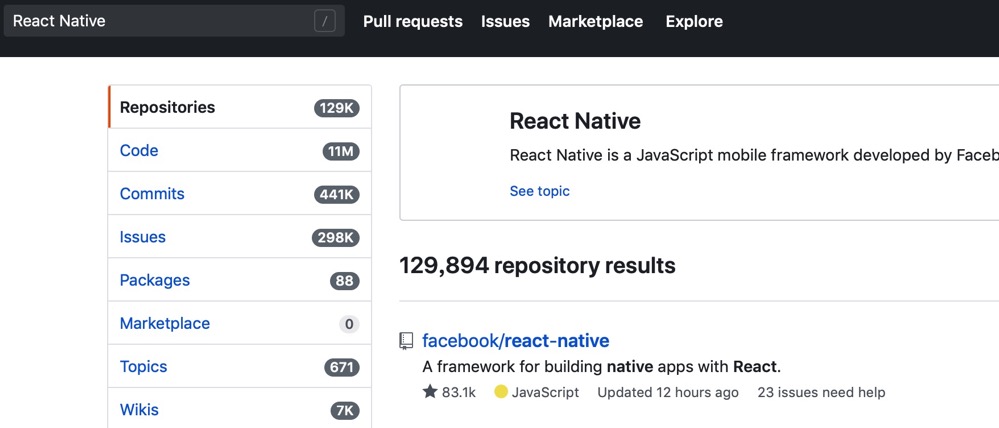 React Native /
Pull requests Issues Marketplace Explore
Repositories 129K
Code 11M
Commits 441K
Issues 298K
Packages 88
Marketplace 0
Topics 671
Wikis 7K
React Native
React Native is a JavaScript mobile framework developed by Faceb
See topic
129,894 repository results
facebook/react-native
A framework for building native apps with React.
83.1k JavaScript Updated 12 hours ago 23 issues need help